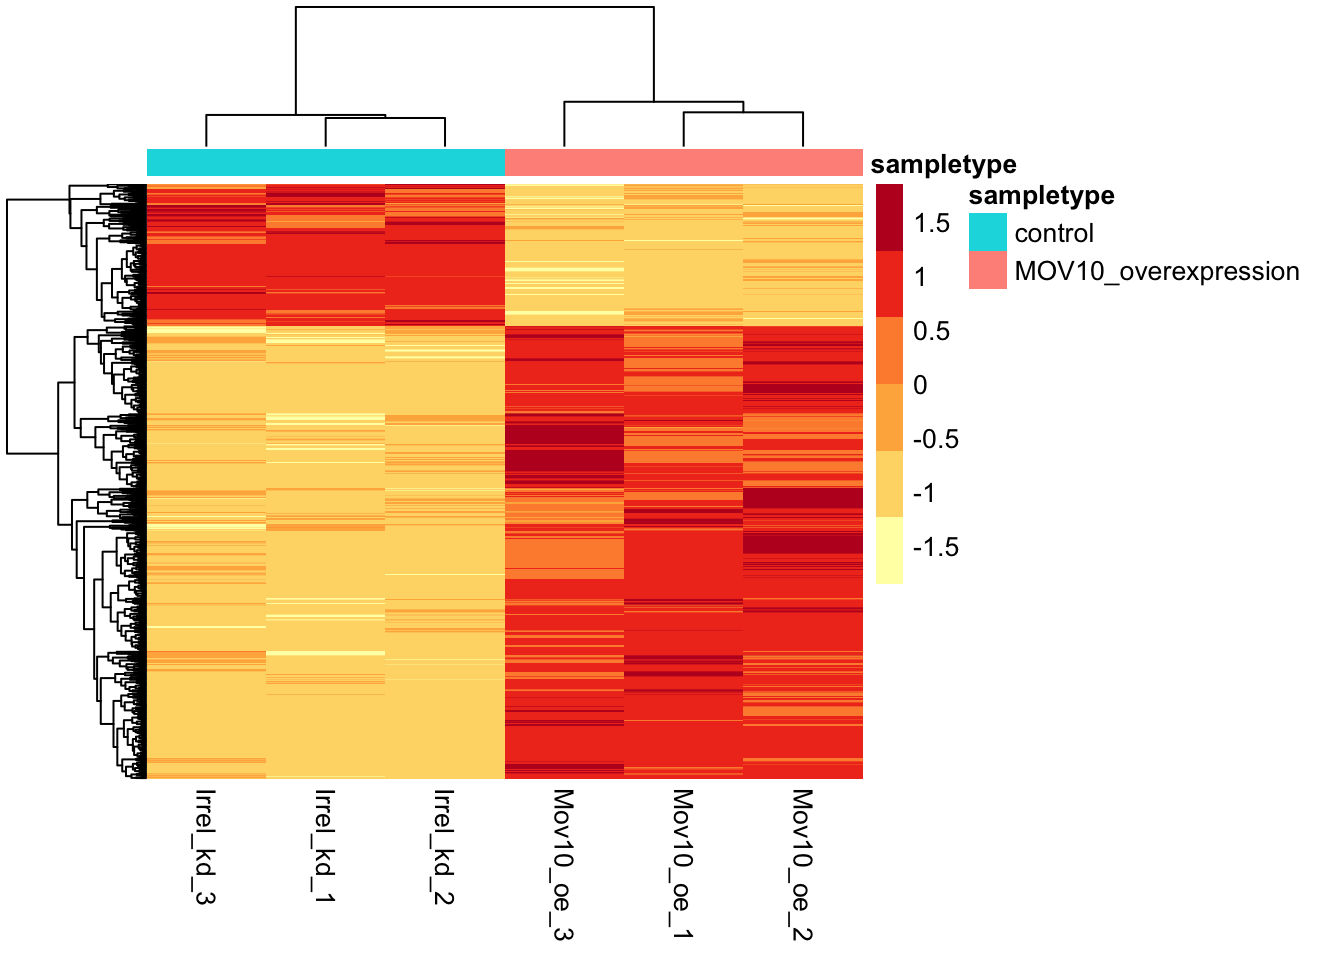 sampletype
sampletype
1.5
control
1
MOV10_overexpression
0.5
0
-0.5
-1
-1.5
Irrel_kd_3
Irrel_kd_1
Irrel_kd_2
Mov10_oe_3
Mov10_oe_1
Mov10_oe_2